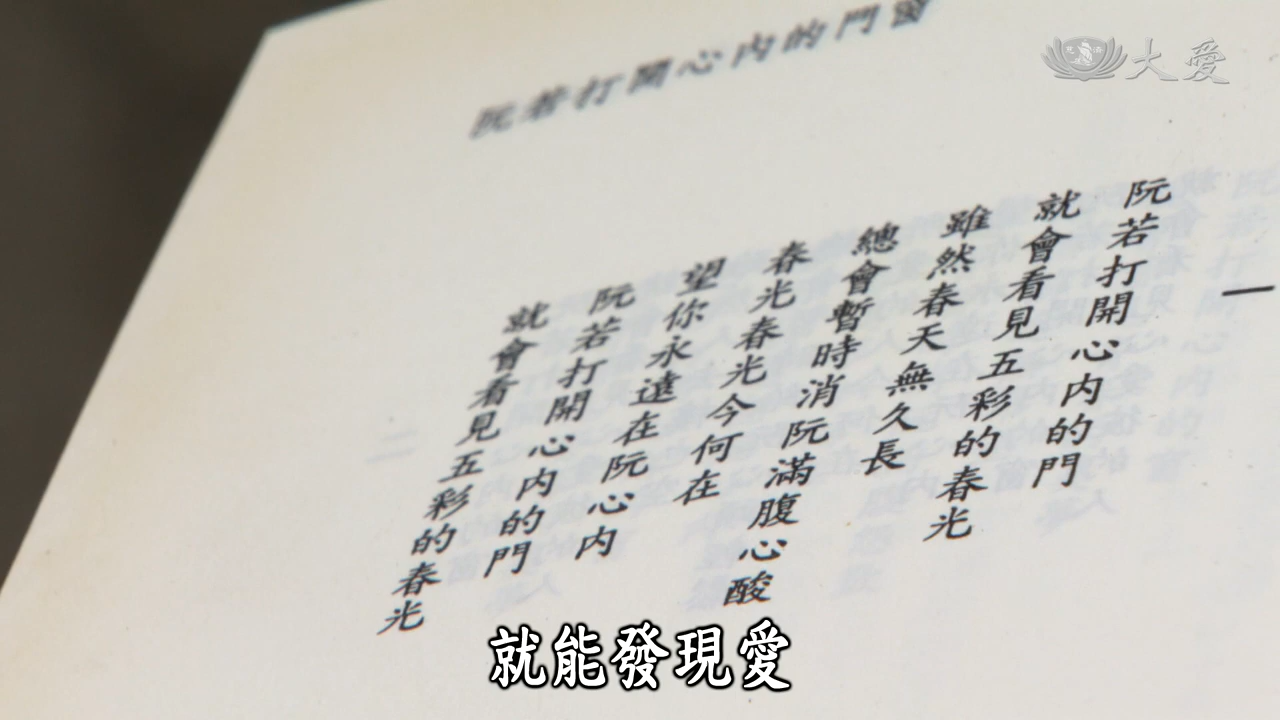 大愛
阮若打開心內的門窗
一
阮若打開心內的門
就會看見五彩的春光
雖然春天無久長
總會暫時消阮滿腹心酸
春光春光今何在
望你永遠在阮心內
阮若打開心內的門
就會看見五彩的春光
就能發現愛